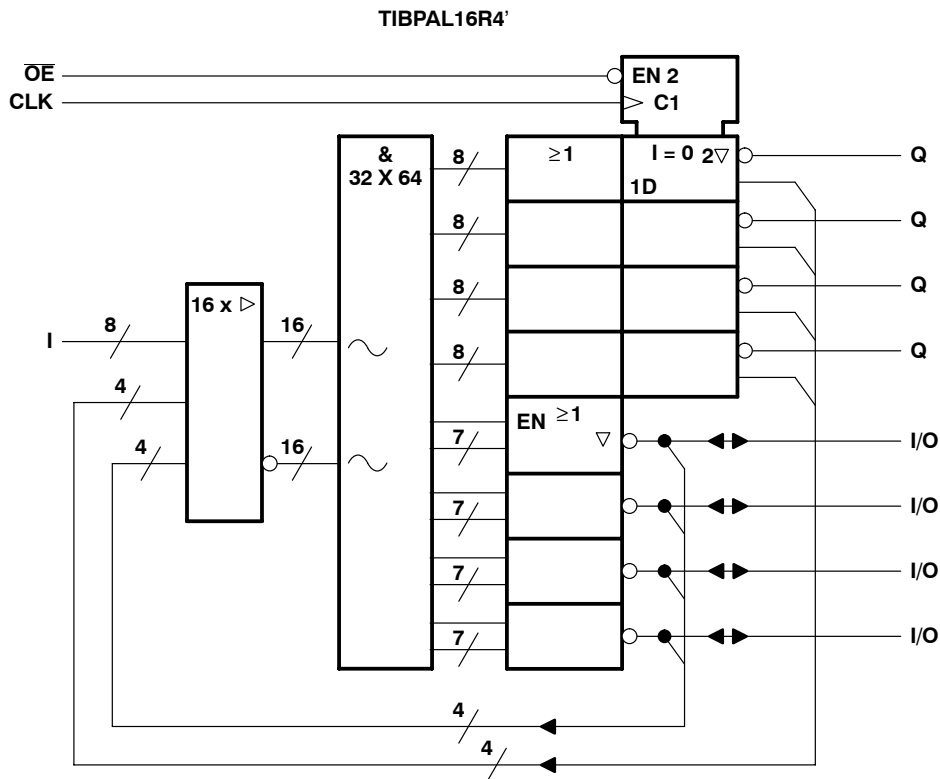 TIBPAL16R4'
OE
EN 2
CLK
C1
&
32 X 64
8
≥1
I = 0 2▽
Q
1D
8
Q
8
Q
16 x ▷
I
8
16
8
Q
4
EN ≥1
▽
7
I/O
4
16
7
I/O
7
I/O
7
I/O
4
4